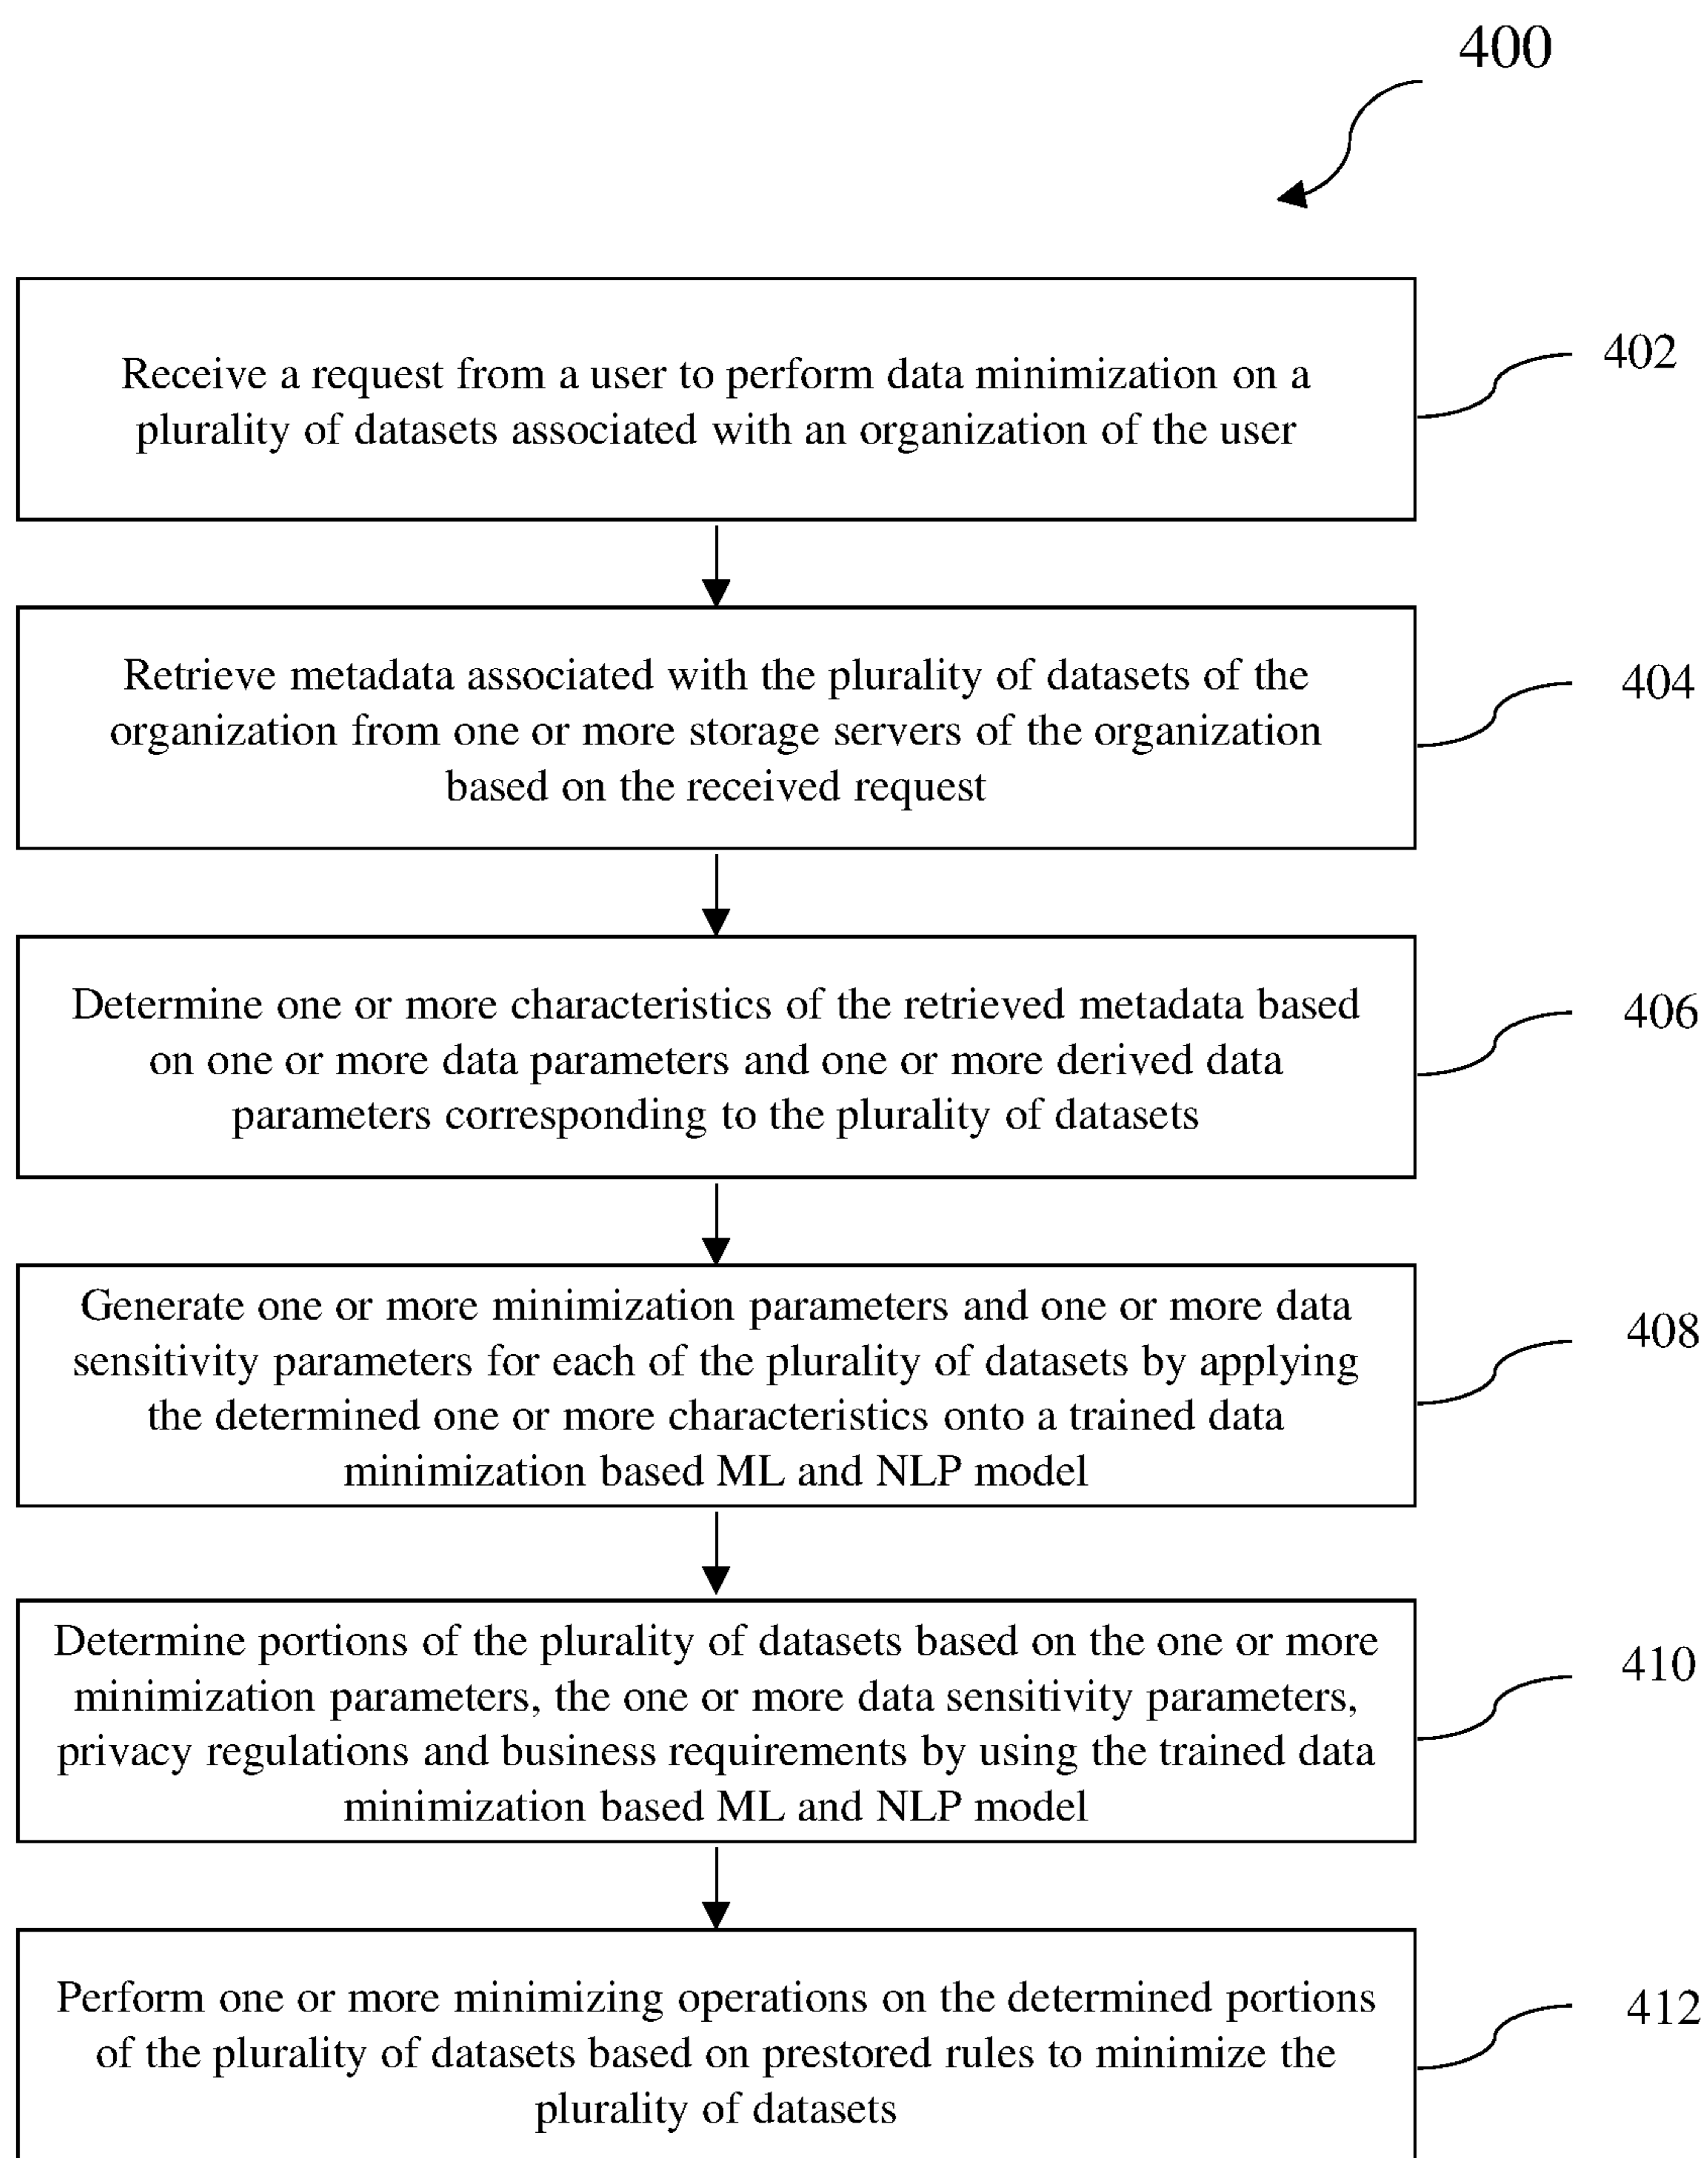 400
Receive a request from a user to perform data minimization on a
plurality of datasets associated with an organization of the user
402
Retrieve metadata associated with the plurality of datasets of the
organization from one or more storage servers of the organization
based on the received request
404
Determine one or more characteristics of the retrieved metadata based
on one or more data parameters and one or more derived data
parameters corresponding to the plurality of datasets
406
Generate one or more minimization parameters and one or more data
sensitivity parameters for each of the plurality of datasets by applying
the determined one or more characteristics onto a trained data
minimization based ML and NLP model
408
Determine portions of the plurality of datasets based on the one or more
minimization parameters, the one or more data sensitivity parameters,
privacy regulations and business requirements by using the trained data
minimization based ML and NLP model
410
Perform one or more minimizing operations on the determined portions
of the plurality of datasets based on prestored rules to minimize the
plurality of datasets
412